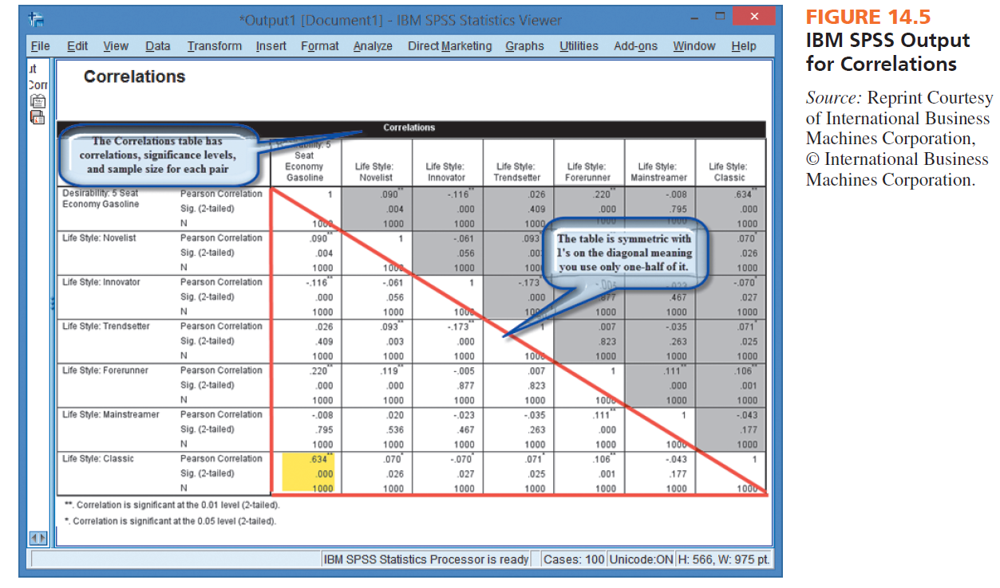 *Output1 [Document1] - IBM SPSS Statistics Viewer
File Edit View Data Transform Insert Format Analyze Direct Marketing Graphs Utilities Add-ons Window Help
Correlations
Correlations
The Correlations table has
correlations, significance levels,
and sample size for each pair
Seat
Economy
Gasoline
Life Style:
Novelist
Life Style:
Innovator
Life Style:
Trendsetter
Life Style:
Forerunner
Life Style:
Mainstreamer
Life Style:
Classic
Desirability: 5 Seat
Economy Gasoline
Pearson Correlation 1 .090** -.116** .026 .220** -.008 .634**
Sig. (2-tailed) .004 .000 .409 .000 .795 .000
N 1000 1000 1000 1000 1000 1000 1000
Life Style: Novelist Pearson Correlation .090** 1 -.061 .093 .070*
Sig. (2-tailed) .004 .056 .026
N 1000 1000 1000 1000
The table is symmetric with
1's on the diagonal meaning
you use only one-half of it.
Life Style: Innovator Pearson Correlation -.116** -.061 1 -.173 -.070*
Sig. (2-tailed) .000 .056 .000 .877 .467 .027
N 1000 1000 1000 1000 1000 1000 1000
Life Style: Trendsetter Pearson Correlation .026 .093** -.173** 1 .007 -.035 .071*
Sig. (2-tailed) .409 .003 .000 .823 .263 .025
N 1000 1000 1000 1000 1000 1000 1000
Life Style: Forerunner Pearson Correlation .220** .119** -.005 .007 1 .111** .106**
Sig. (2-tailed) .000 .000 .877 .823 .000 .001
N 1000 1000 1000 1000 1000 1000 1000
Life Style: Mainstreamer Pearson Correlation -.008 .020 -.023 -.035 .111** 1 -.043
Sig. (2-tailed) .795 .536 .467 .263 .000 .177
N 1000 1000 1000 1000 1000 1000 1000
Life Style: Classic Pearson Correlation .634** .070* -.070* .071* .106** -.043 1
Sig. (2-tailed) .000 .026 .027 .025 .001 .177
N 1000 1000 1000 1000 1000 1000 1000
**. Correlation is significant at the 0.01 level (2-tailed).
*. Correlation is significant at the 0.05 level (2-tailed).
IBM SPSS Statistics Processor is ready Cases: 100 Unicode:ON H: 566, W: 975 pt.
FIGURE 14.5
IBM SPSS Output
for Correlations
Source: Reprint Courtesy
of International Business
Machines Corporation,
© International Business
Machines Corporation.